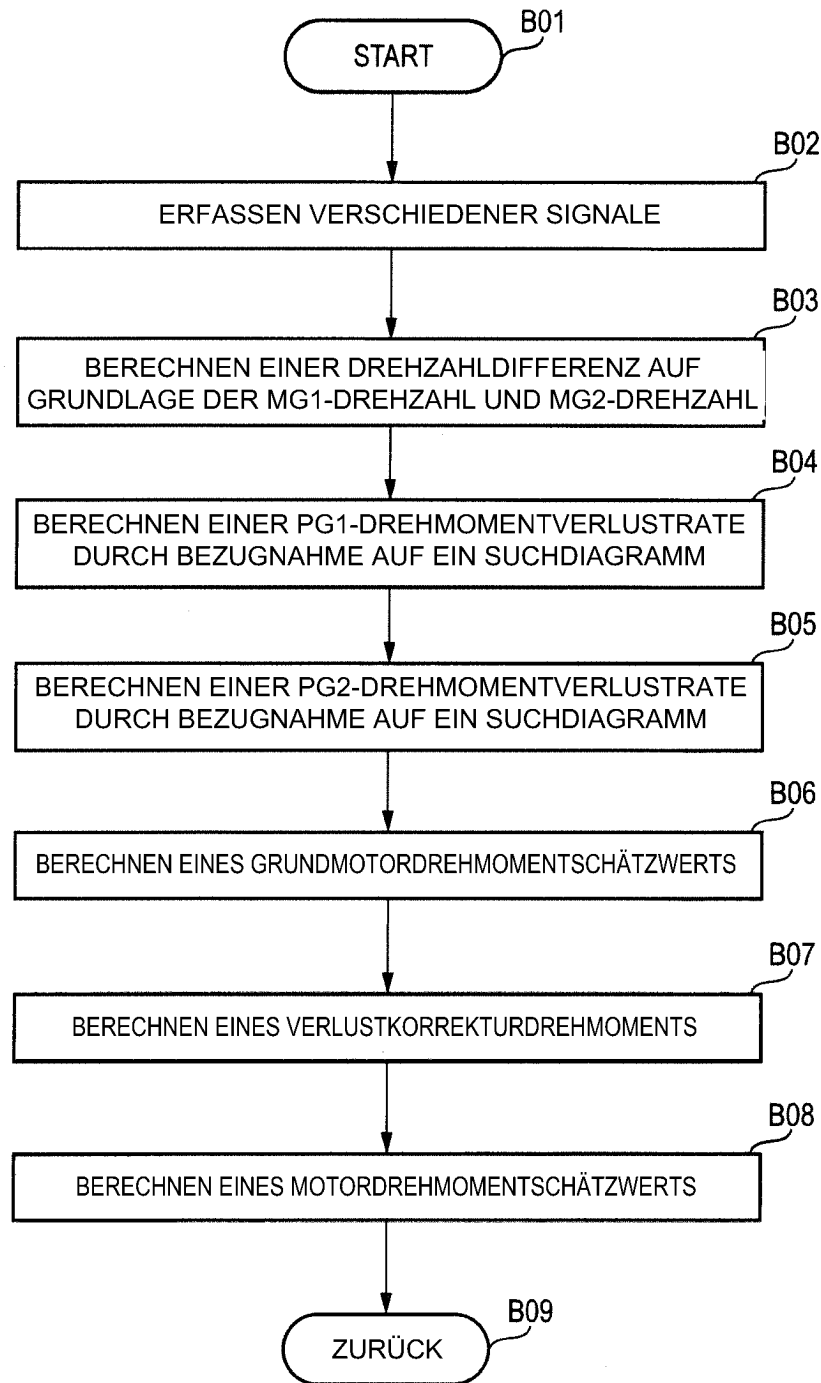 B01
START
B02
ERFASSEN VERSCHIEDENER SIGNALE
B03
BERECHNEN EINER DREHZAHLDIFFERENZ AUF
GRUNDLAGE DER MG1-DREHZAHL UND MG2-DREHZAHL
B04
BERECHNEN EINER PG1-DREHMOMENTVERLUSTRATE
DURCH BEZUGNAHME AUF EIN SUCHDIAGRAMM
B05
BERECHNEN EINER PG2-DREHMOMENTVERLUSTRATE
DURCH BEZUGNAHME AUF EIN SUCHDIAGRAMM
B06
BERECHNEN EINES GRUNDMOTORDREHMOMENTSCHÄTZWERTS
B07
BERECHNEN EINES VERLUSTKORREKTURDREHMOMENTS
B08
BERECHNEN EINES MOTORDREHMOMENTSCHÄTZWERTS
B09
ZURÜCK